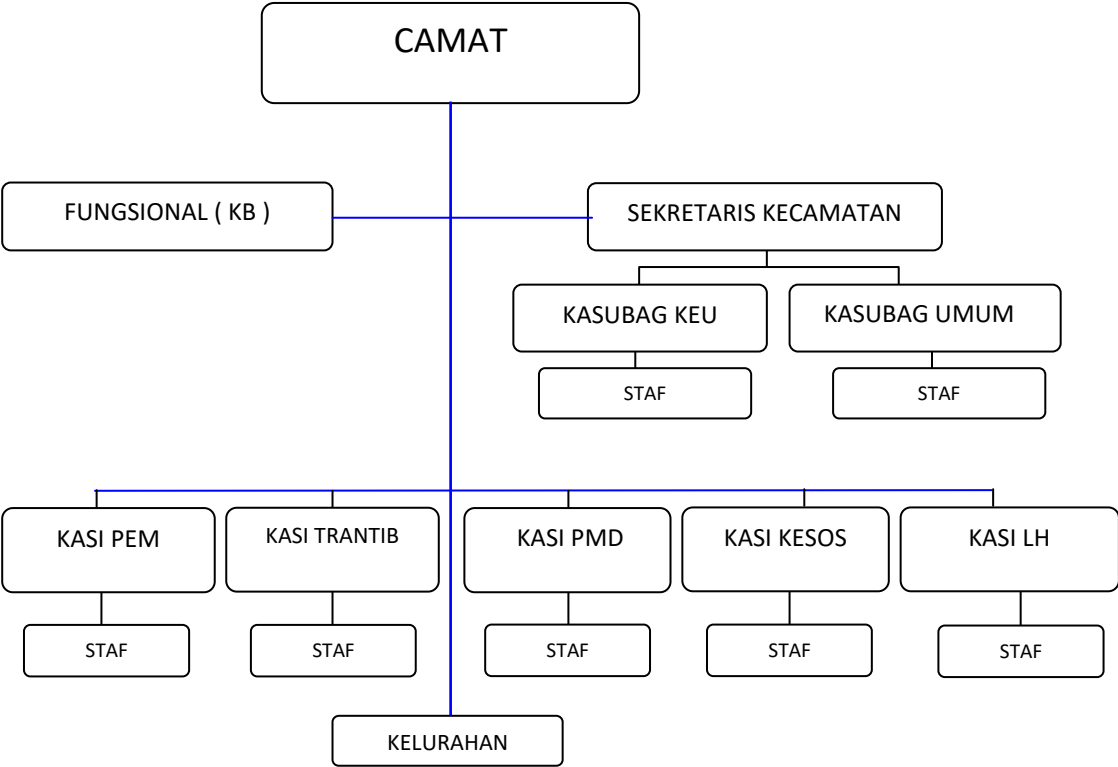 CAMAT
FUNGSIONAL ( KB )
SEKRETARIS KECAMATAN
KASUBAG KEU
KASUBAG UMUM
STAF
STAF
KASI PEM
KASI TRANTIB
KASI PMD
KASI KESOS
KASI LH
STAF
STAF
STAF
STAF
STAF
KELURAHAN